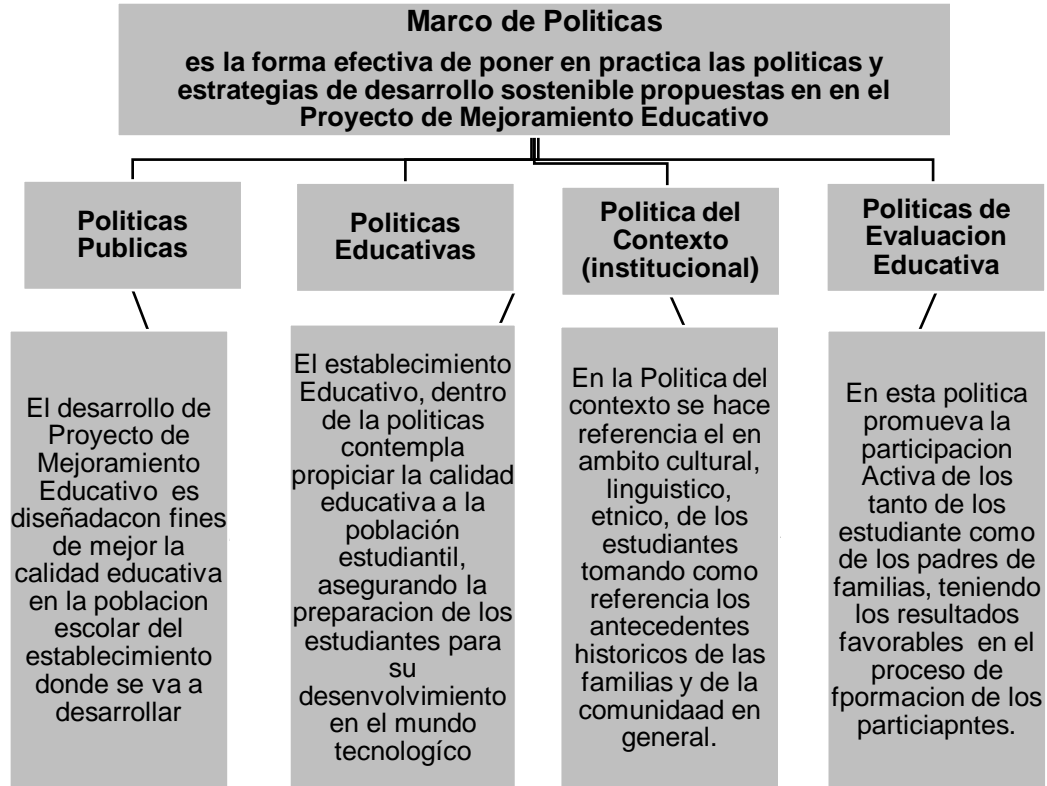 Marco de Politicas
es la forma efectiva de poner en practica las politicas y
estrategias de desarrollo sostenible propuestas en en el
Proyecto de Mejoramiento Educativo
Politicas
Publicas
Politicas
Educativas
Politica del
Contexto
(institucional)
Politicas de
Evaluacion
Educativa
El desarrollo de
Proyecto de
Mejoramiento
Educativo es
diseñadacon fines
de mejor la
calidad educativa
en la poblacion
escolar del
establecimiento
donde se va a
desarrollar
El establecimiento
Educativo, dentro
de la politicas
contempla
propiciar la calidad
educativa a la
población
estudiantil,
asegurando la
preparacion de los
estudiantes para
su
desenvolvimiento
en el mundo
tecnologíco
En la Politica del
contexto se hace
referencia el en
ambito cultural,
linguistico,
etnico, de los
estudiantes
tomando como
referencia los
antecedentes
historicos de las
familias y de la
comunidaad en
general.
En esta politica
promueva la
participacion
Activa de los
tanto de los
estudiante como
de los padres de
familias, teniendo
los resultados
favorables en el
proceso de
fpormacion de los
particiapntes.